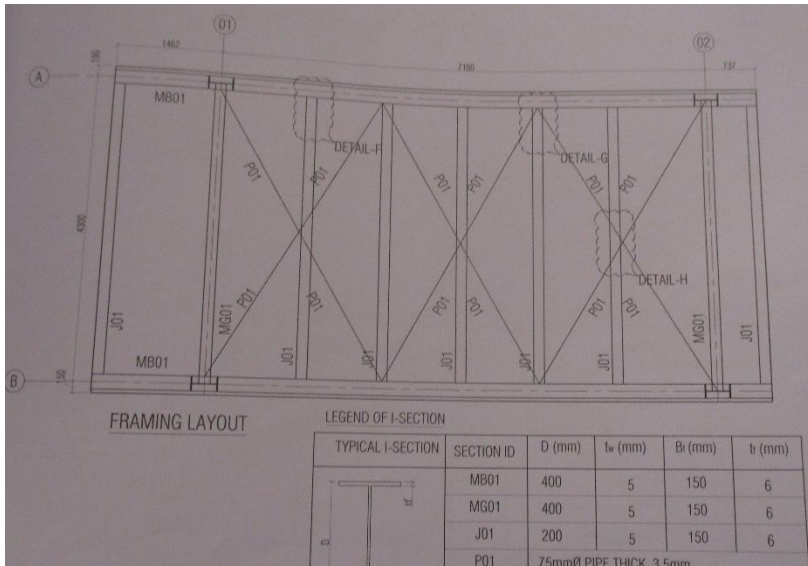 01
02
1462
7100
737
150
A
MB01
DETAIL-F
DETAIL-G
P01
P01
P01
P01
P01
P01
4300
DETAIL-H
P01
P01
P01
P01
P01
P01
J01
MG01
J01
J01
J01
J01
J01
MG01
J01
MB01
B
150
FRAMING LAYOUT
LEGEND OF I-SECTION
TYPICAL I-SECTION SECTION ID D (mm) tw (mm) Bf (mm) tf (mm)
MB01 400 5 150 6
MG01 400 5 150 6
J01 200 5 150 6
P01 75mmØ PIPE THICK 3.5mm
tf
D